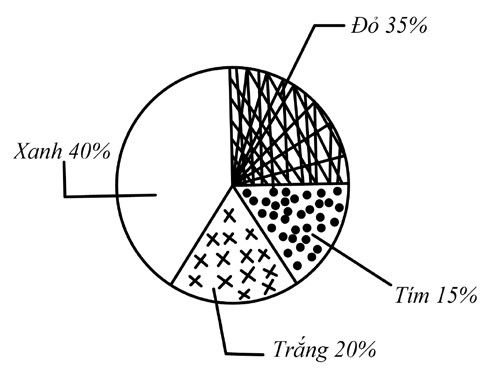 Đỏ 35%
Xanh 40%
Tím 15%
Trắng 20%